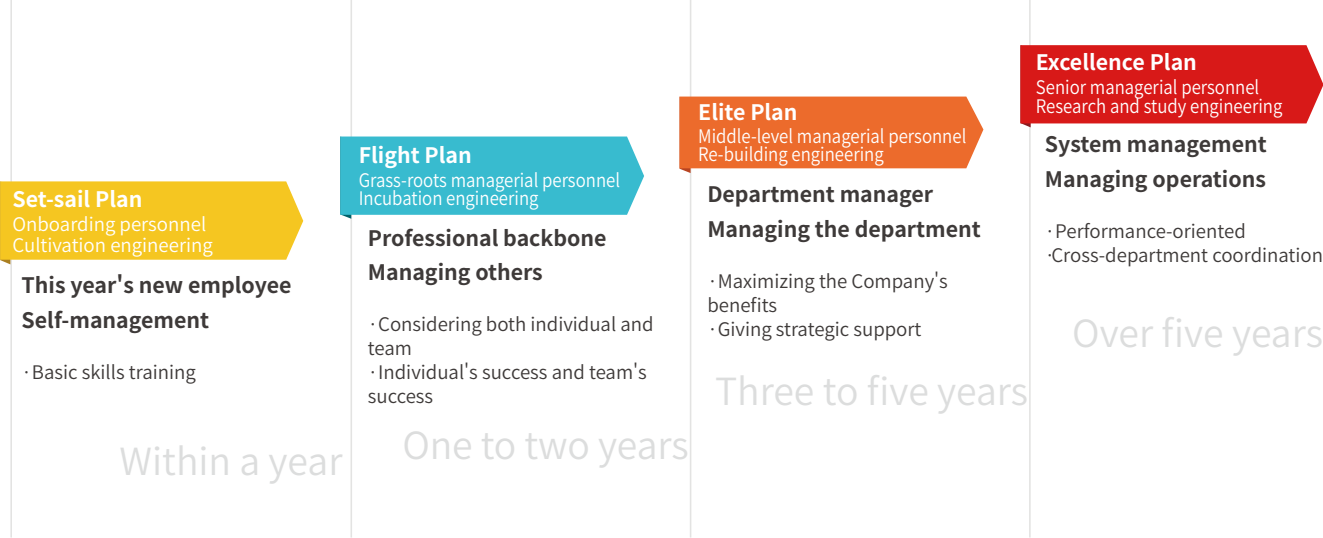 Set-sail Plan
Onboarding personnel
Cultivation engineering
This year's new employee
Self-management
·Basic skills training
Within a year
Flight Plan
Grass-roots managerial personnel
Incubation engineering
Professional backbone
Managing others
·Considering both individual and
team
·Individual's success and team's
success
One to two years
Elite Plan
Middle-level managerial personnel
Re-building engineering
Department manager
Managing the department
·Maximizing the Company's
benefits
·Giving strategic support
Three to five years
Excellence Plan
Senior managerial personnel
Research and study engineering
System management
Managing operations
·Performance-oriented
·Cross-department coordination
Over five years